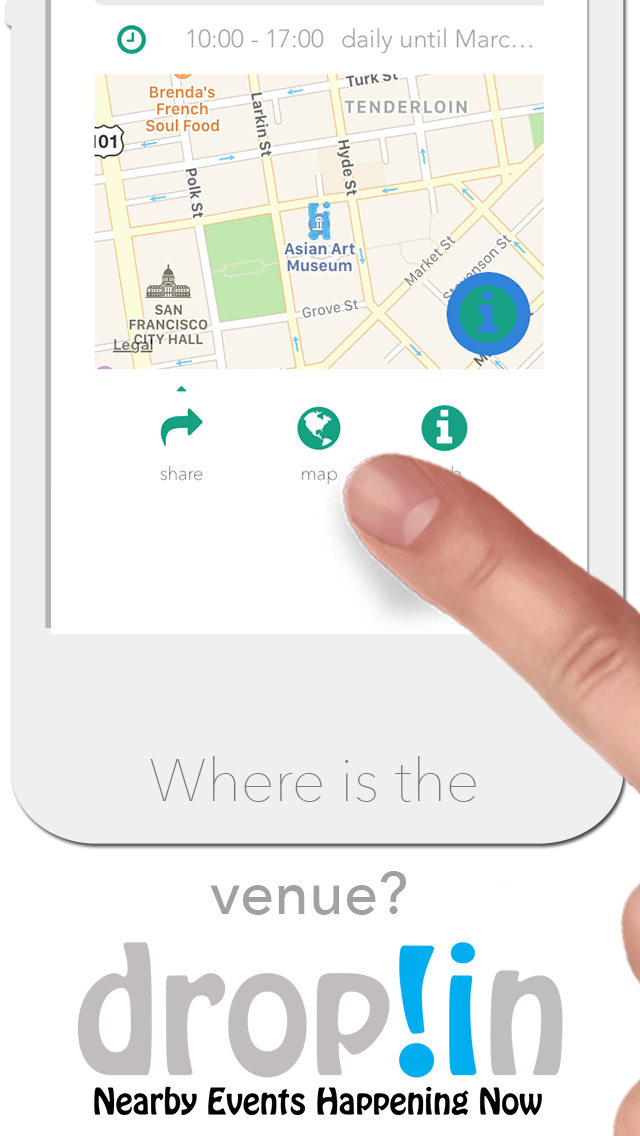 10:00 - 17:00 daily until Marc...
Turk St
Brenda's
French
Soul Food
TENDERLOIN
Larkin St
101
Hyde St
Polk St
Asian Art
Museum
Market St
Stevenson St
Grove St
SAN
FRANCISCO
CITY HALL
Legal
share
map
Where is the
venue?
drop!in
Nearby Events Happening Now